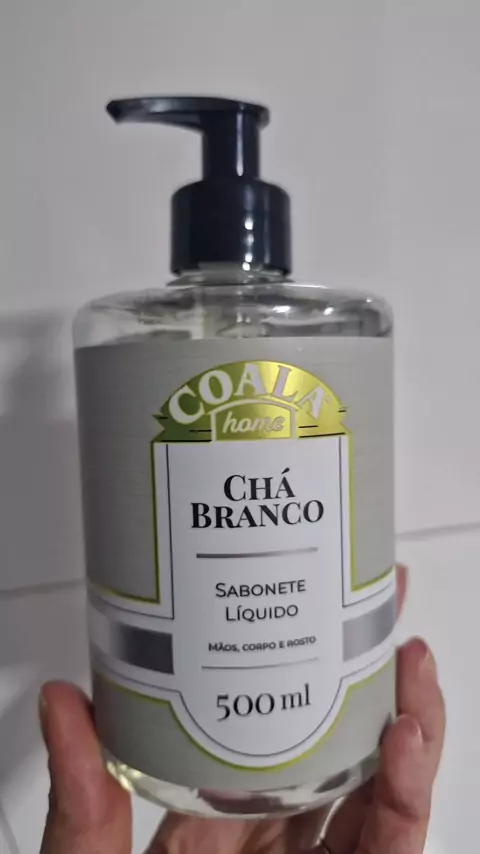 COALA
home
CHÁ
BRANCO
SABONETE
LÍQUIDO
MÃOS, CORPO E ROSTO
500 ml